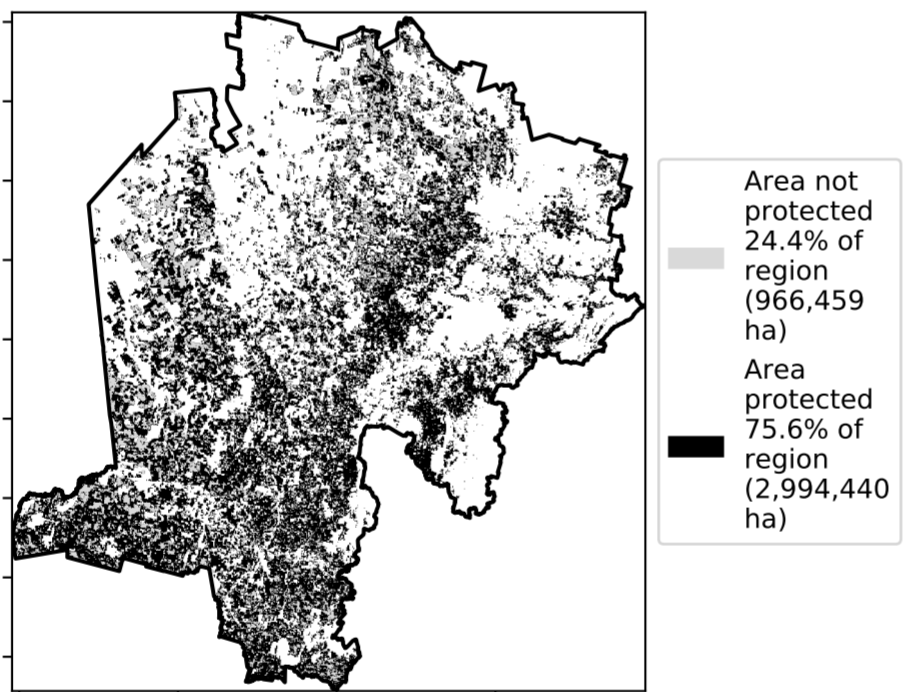 Area not
protected
24.4% of
region
(966,459
ha)
Area
protected
75.6% of
region
(2,994,440
ha)